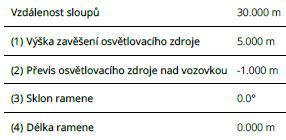 Vzdálenost sloupů 30.000 m
(1) Výška zavěšení osvětlovacího zdroje 5.000 m
(2) Převis osvětlovacího zdroje nad vozovkou -1.000 m
(3) Sklon ramene 0.0°
(4) Délka ramene 0.000 m